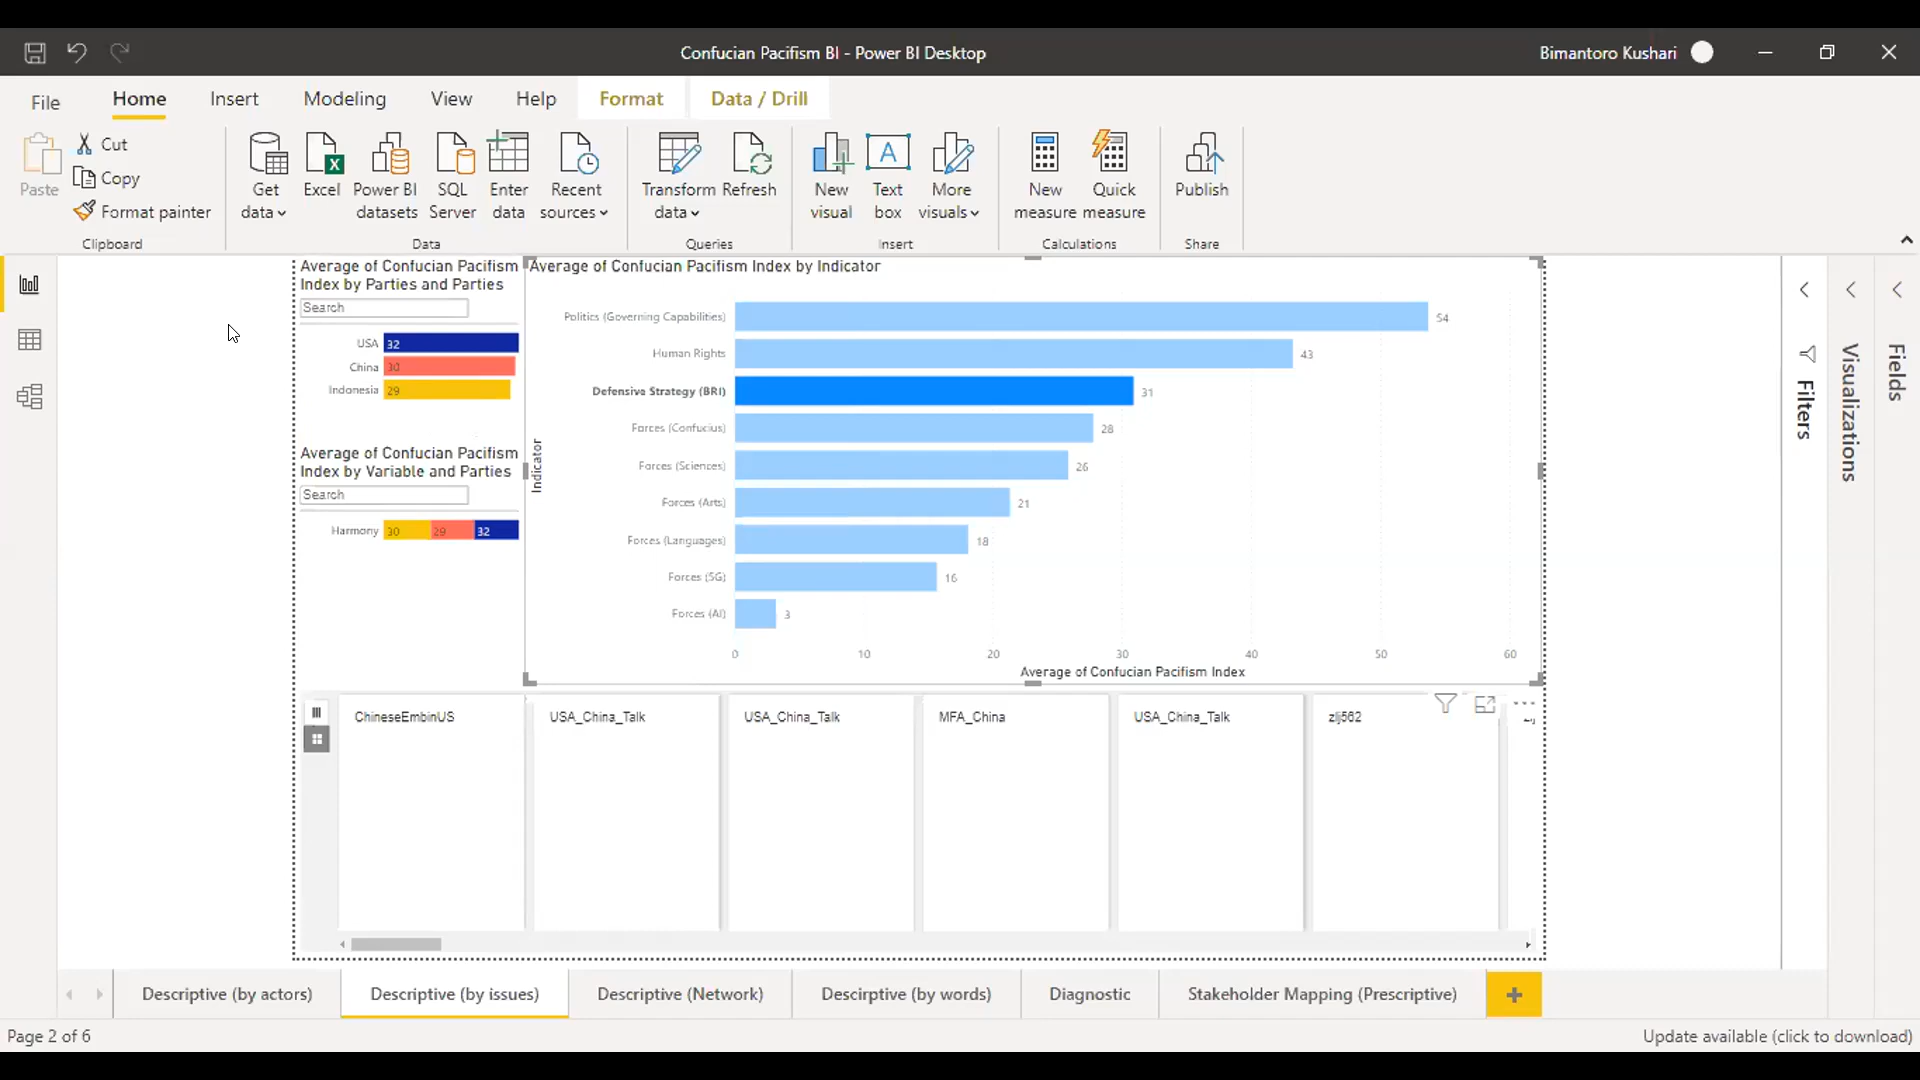 Confucian Pacifism BI - Power BI Desktop
Bimantoro Kushari
File
Home
Insert
Modeling
View
Help
Format
Data / Drill
Paste
Cut
Copy
Format painter
Clipboard
Get data
Excel
Power BI datasets
SQL Server
Enter data
Recent sources
Data
Transform data
Refresh
Queries
New visual
Text box
More visuals
Insert
New measure
Quick measure
Calculations
Publish
Share
Average of Confucian Pacifism
Index by Parties and Parties
Search
USA 32
China 30
Indonesia 29
Average of Confucian Pacifism
Index by Variable and Parties
Search
Harmony 30 29 32
Average of Confucian Pacifism Index by Indicator
Indicator
Politics (Governing Capabilities) 54
Human Rights 43
Defensive Strategy (BRI) 31
Forces (Confucius) 28
Forces (Sciences) 26
Forces (Arts) 21
Forces (Languages) 18
Forces (5G) 16
Forces (AI) 3
0 10 20 30 40 50 60
Average of Confucian Pacifism Index
ChineseEmbinUS
USA_China_Talk
USA_China_Talk
MFA_China
USA_China_Talk
zlj562
Filters
Visualizations
Fields
Descriptive (by actors)
Descriptive (by issues)
Descriptive (Network)
Descirptive (by words)
Diagnostic
Stakeholder Mapping (Prescriptive)
Page 2 of 6
Update available (click to download)